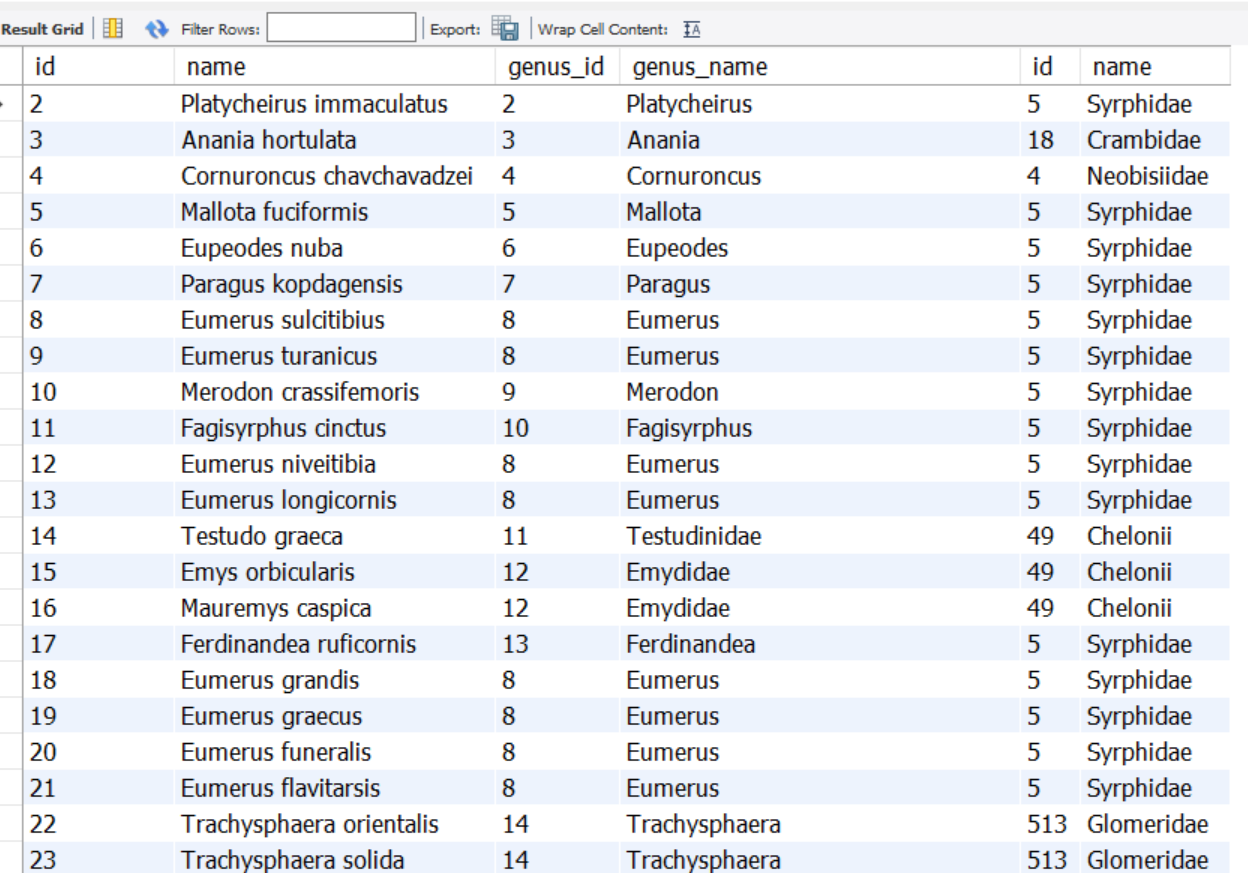 Result Grid Filter Rows: Export: Wrap Cell Content:
id name genus_id genus_name id name
2 Platycheirus immaculatus 2 Platycheirus 5 Syrphidae
3 Anania hortulata 3 Anania 18 Crambidae
4 Cornuroncus chavchavadzei 4 Cornuroncus 4 Neobisiidae
5 Mallota fuciformis 5 Mallota 5 Syrphidae
6 Eupeodes nuba 6 Eupeodes 5 Syrphidae
7 Paragus kopdagensis 7 Paragus 5 Syrphidae
8 Eumerus sulcitibius 8 Eumerus 5 Syrphidae
9 Eumerus turanicus 8 Eumerus 5 Syrphidae
10 Merodon crassifemoris 9 Merodon 5 Syrphidae
11 Fagisyrphus cinctus 10 Fagisyrphus 5 Syrphidae
12 Eumerus niveitibia 8 Eumerus 5 Syrphidae
13 Eumerus longicornis 8 Eumerus 5 Syrphidae
14 Testudo graeca 11 Testudinidae 49 Chelonii
15 Emys orbicularis 12 Emydidae 49 Chelonii
16 Mauremys caspica 12 Emydidae 49 Chelonii
17 Ferdinandea ruficornis 13 Ferdinandea 5 Syrphidae
18 Eumerus grandis 8 Eumerus 5 Syrphidae
19 Eumerus graecus 8 Eumerus 5 Syrphidae
20 Eumerus funeralis 8 Eumerus 5 Syrphidae
21 Eumerus flavitarsis 8 Eumerus 5 Syrphidae
22 Trachysphaera orientalis 14 Trachysphaera 513 Glomeridae
23 Trachysphaera solida 14 Trachysphaera 513 Glomeridae